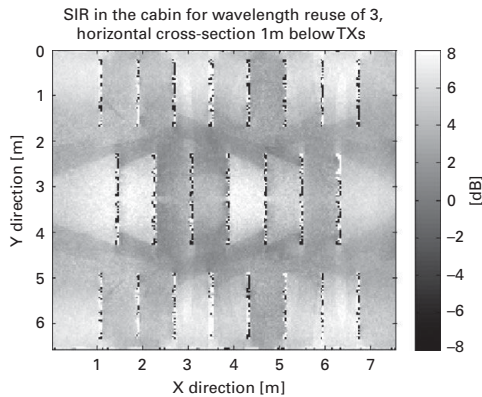 SIR in the cabin for wavelength reuse of 3,
horizontal cross-section 1m below TXs
0
1
2
3
4
5
6
Y direction [m]
1 2 3 4 5 6 7
X direction [m]
8
6
4
2
0
−2
−4
−6
−8
[dB]